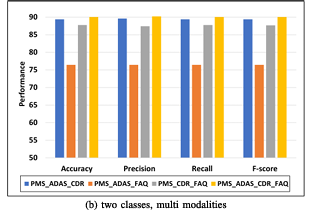 90
85
80
75
70
65
60
55
50
Performance
Accuracy Precision Recall F-score
PMS_ADAS_CDR PMS_ADAS_FAQ PMS_CDR_FAQ PMS_ADAS_CDR_FAQ
(b) two classes, multi modalities